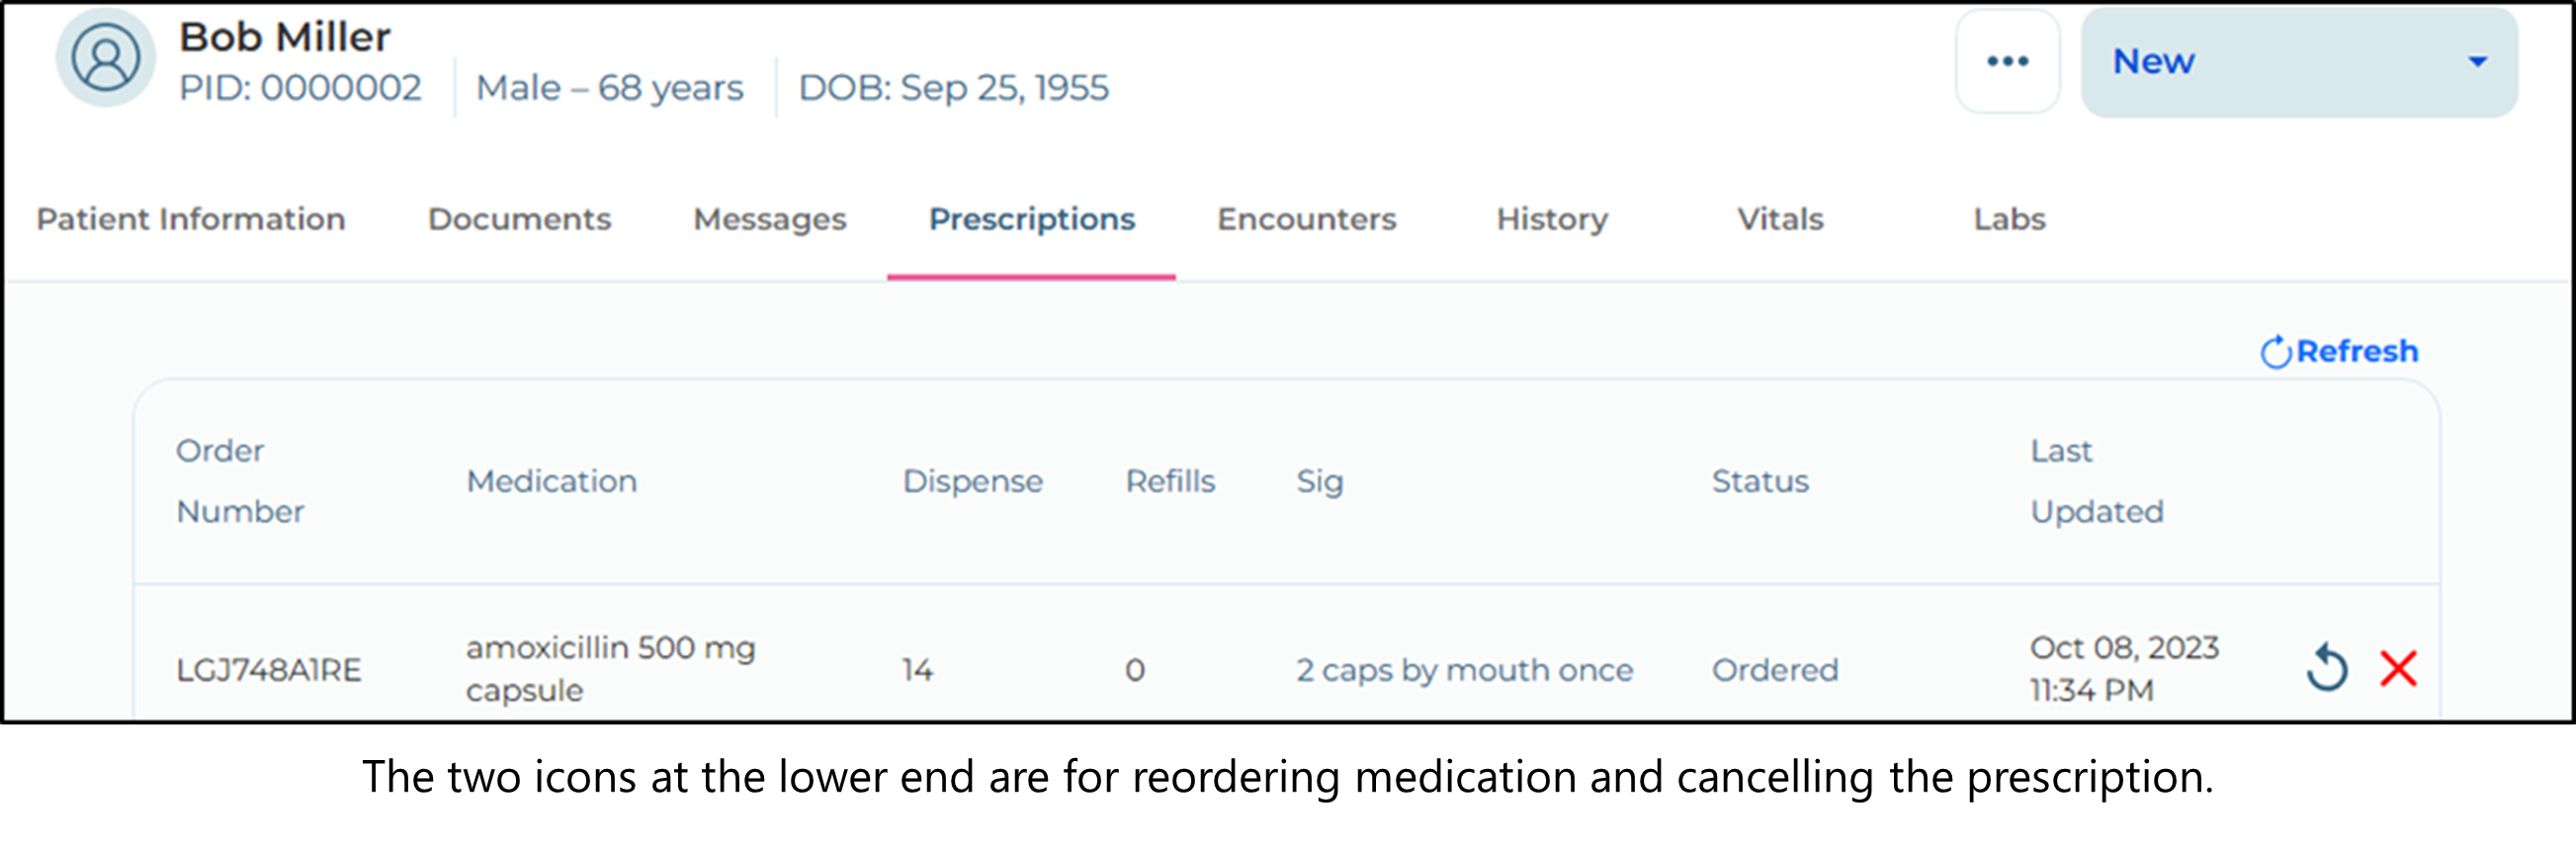 Bob Miller
PID: 0000002
Male – 68 years
DOB: Sep 25, 1955
•••
New
Patient Information
Documents
Messages
Prescriptions
Encounters
History
Vitals
Labs
Refresh
Order
Number
Medication
Dispense
Refills
Sig
Status
Last
Updated
LGJ748A1RE
amoxicillin 500 mg
capsule
14
0
2 caps by mouth once
Ordered
Oct 08, 2023
11:34 PM
The two icons at the lower end are for reordering medication and cancelling the prescription.